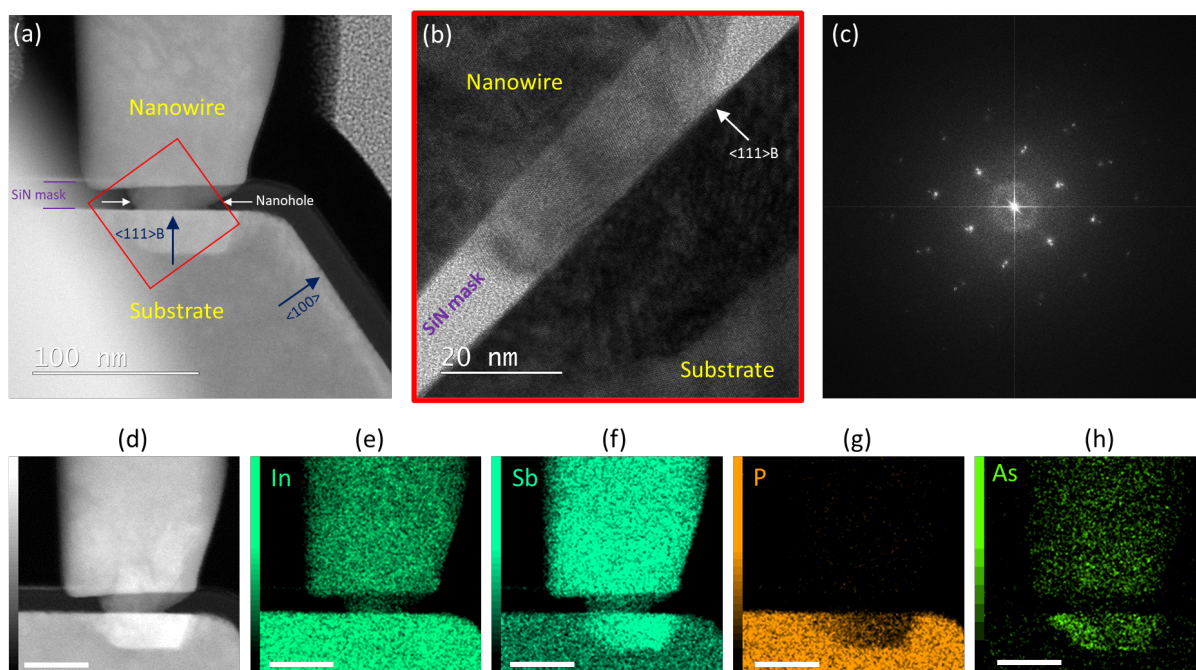 (a)
Nanowire
SiN mask
Nanohole
<111>B
Substrate
<100>
100 nm
(b)
Nanowire
<111>B
SiN mask
20 nm
Substrate
(c)
(d)
(e)
(f)
(g)
(h)
In
Sb
P
As